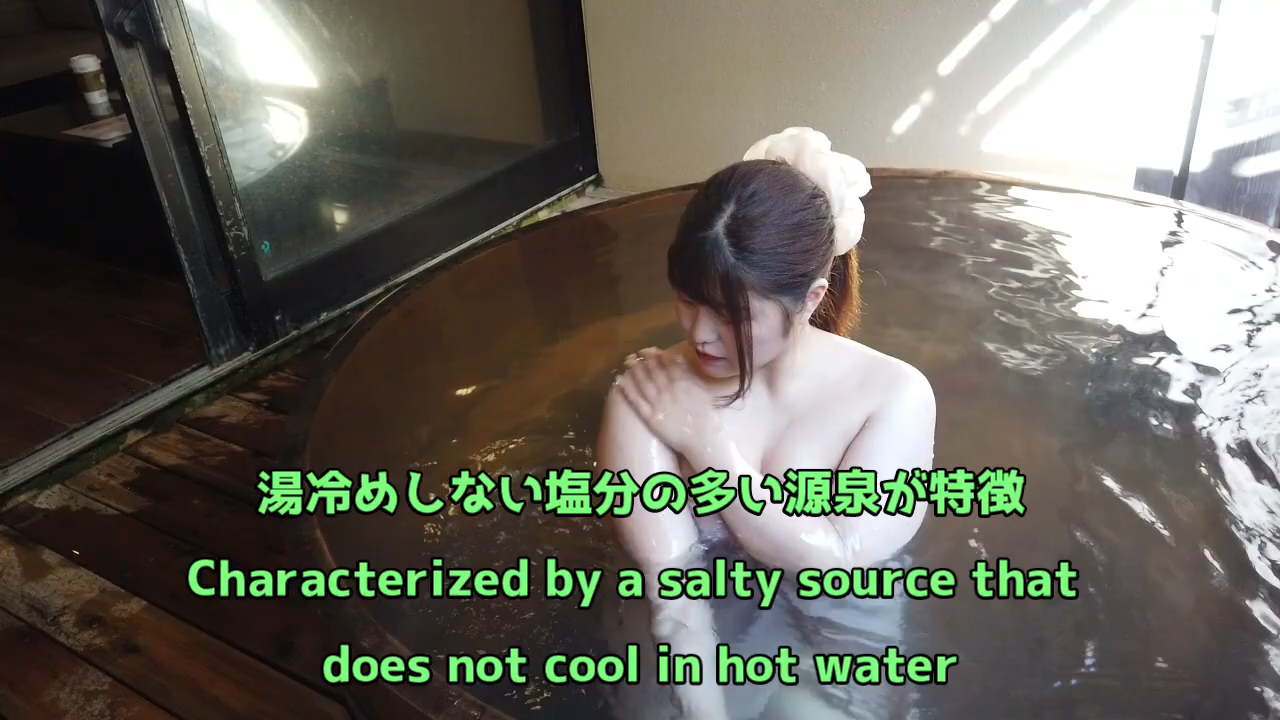 湯冷めしない塩分の多い源泉が特徴
Characterized by a salty source that
does not cool in hot water